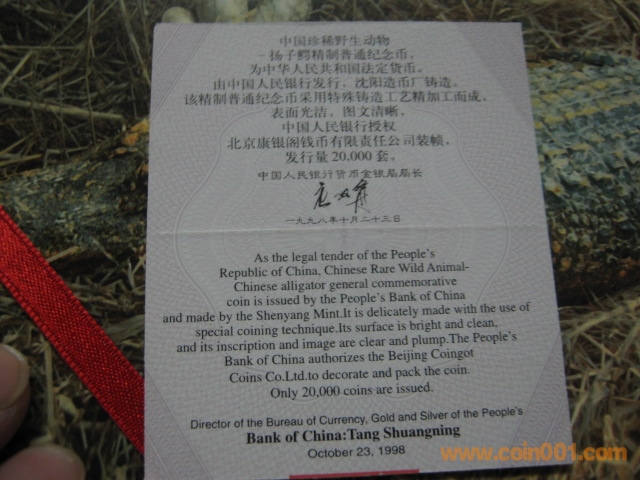 中国珍稀野生动物
－扬子鳄精制普通纪念币,
为中华人民共和国法定货币。
由中国人民银行发行，沈阳造币厂铸造。
该精制普通纪念币采用特殊铸造工艺精加工而成,
表面光洁，图文清晰，
中国人民银行授权
北京康银阁钱币有限责任公司装帧,
发行量20,000套。
中国人民银行货币金银局局长
一九九八年十月二十三日
As the legal tender of the People's
Republic of China, Chinese Rare Wild Animal-
Chinese alligator general commemorative
coin is issued by the People's Bank of China
and made by the Shenyang Mint.It is delicately made with the use of
special coining technique.Its surface is bright and clean,
and its inscription and image are clear and plump.The People's
Bank of China authorizes the Beijing Coingot
Coins Co.Ltd.to decorate and pack the coin.
Only 20,000 coins are issued.
Director of the Bureau of Currency, Gold and Silver of the People's
Bank of China:Tang Shuangning
October 23, 1998
www.coin001.com